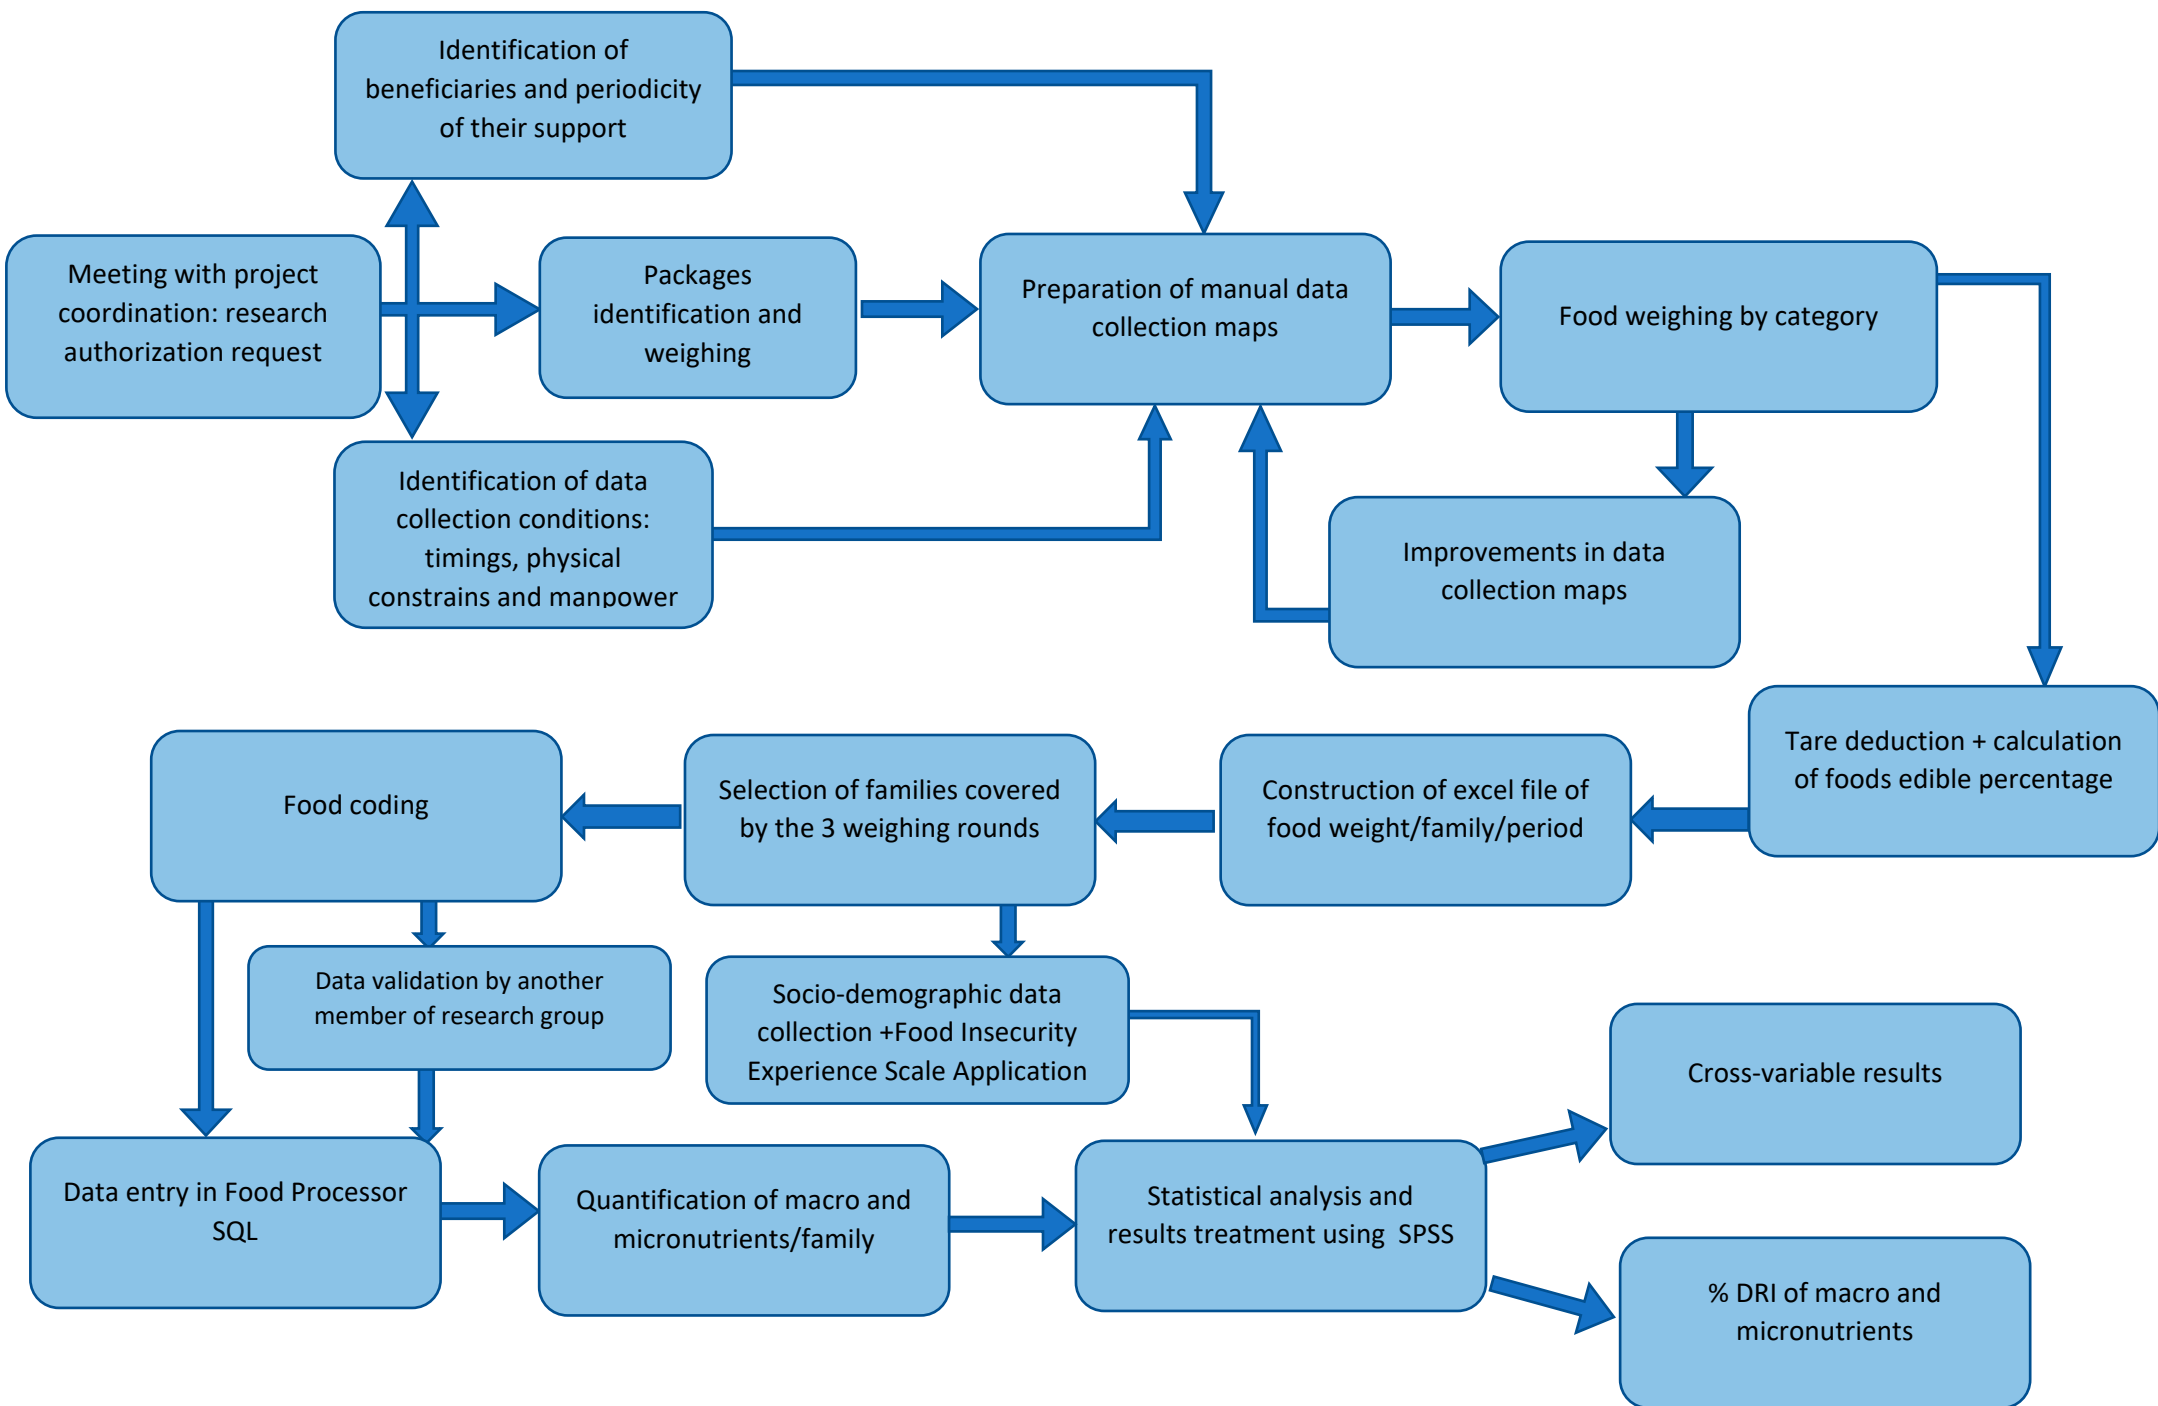 Identification of
beneficiaries and periodicity
of their support
Meeting with project
coordination: research
authorization request
Packages
identification and
weighing
Preparation of manual data
collection maps
Food weighing by category
Identification of data
collection conditions:
timings, physical
constrains and manpower
Improvements in data
collection maps
Tare deduction + calculation
of foods edible percentage
Construction of excel file of
food weight/family/period
Selection of families covered
by the 3 weighing rounds
Food coding
Data validation by another
member of research group
Socio-demographic data
collection +Food Insecurity
Experience Scale Application
Data entry in Food Processor
SQL
Quantification of macro and
micronutrients/family
Statistical analysis and
results treatment using  SPSS
Cross-variable results
% DRI of macro and
micronutrients